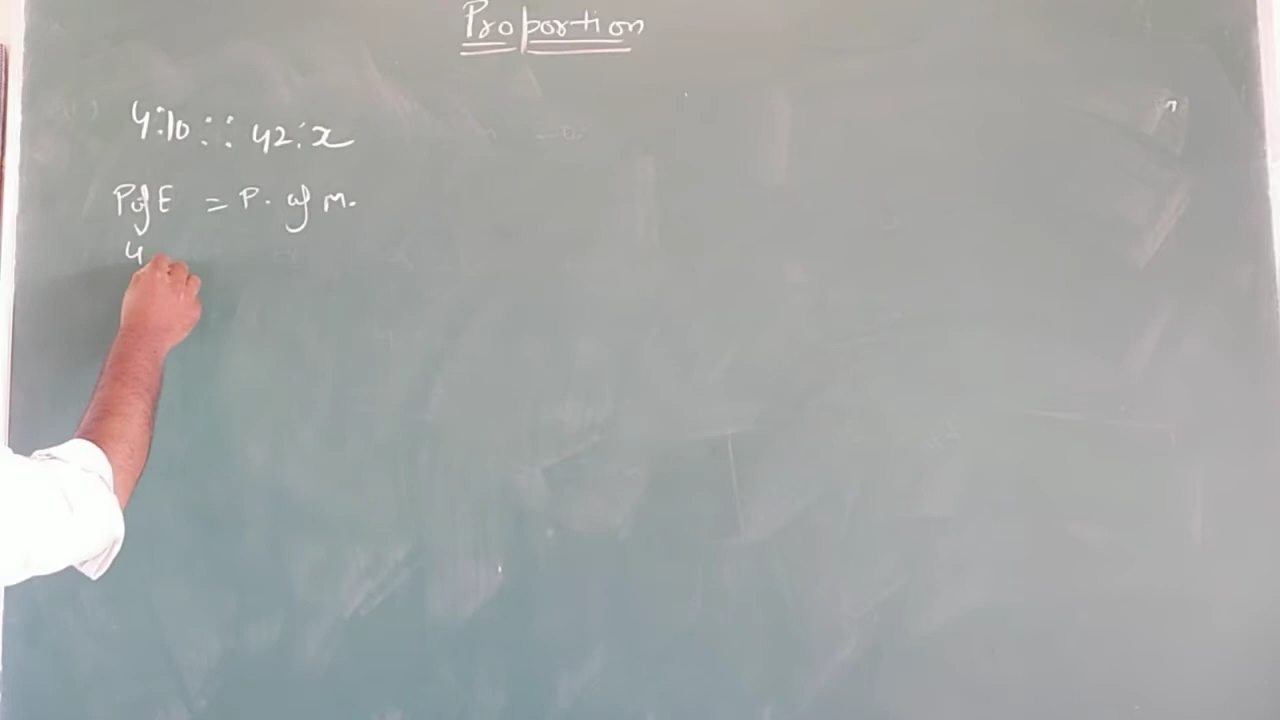 Proportion
4:10 :: 42:x
P of E = P. of M.
4